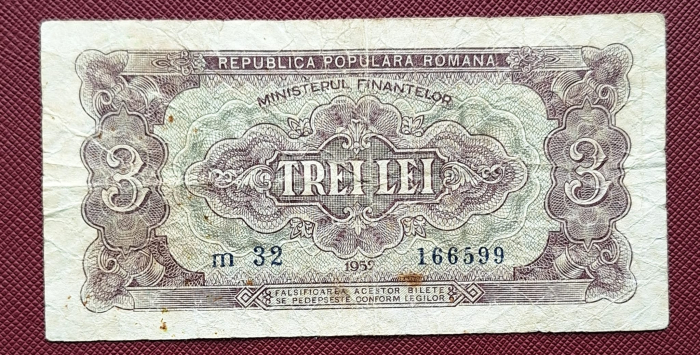 REPUBLICA POPULARA ROMANA
MINISTERUL FINANTELOR
3 TREI LEI 3
m 32 1952 166599
FALSIFICAREA ACESTOR BILETE
SE PEDEPSESTE CONFORM LEGILOR